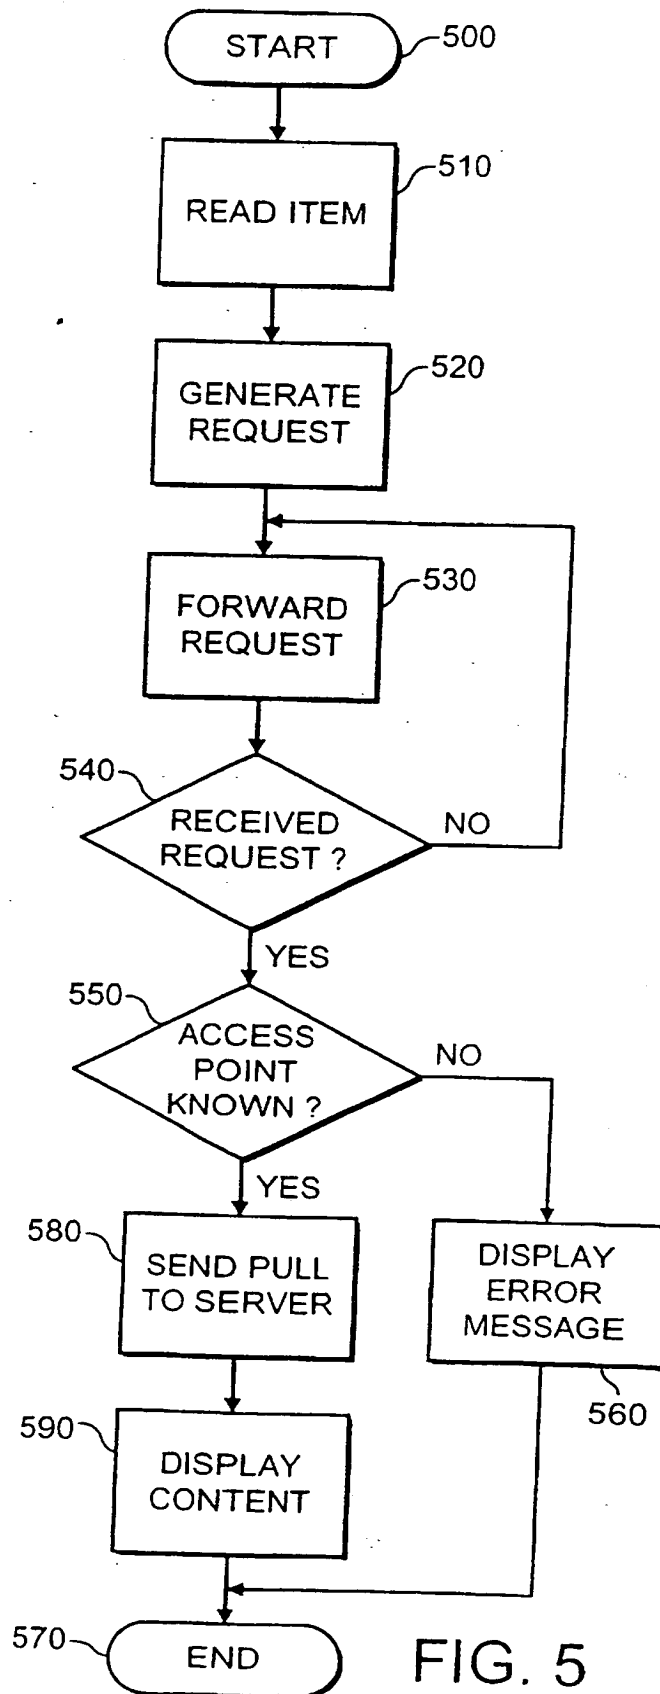 START
500
510
READ ITEM
520
GENERATE
REQUEST
530
FORWARD
REQUEST
540
RECEIVED
REQUEST ?
NO
YES
550
ACCESS
POINT
KNOWN ?
NO
YES
580
SEND PULL
TO SERVER
DISPLAY
ERROR
MESSAGE
560
590
DISPLAY
CONTENT
570
END
FIG. 5